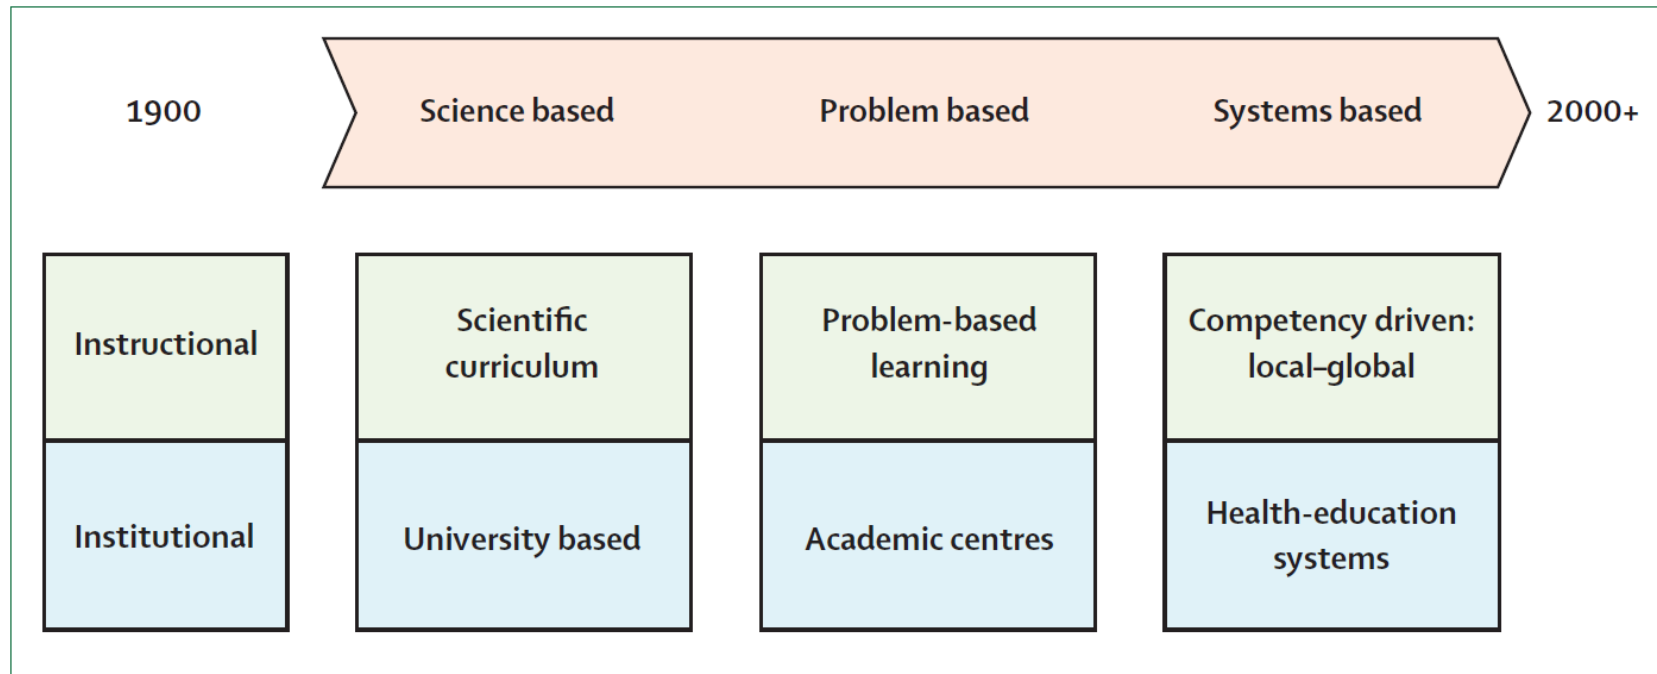 1900
Science based
Problem based
Systems based
2000+
Instructional
Scientific
curriculum
Problem-based
learning
Competency driven:
local–global
Institutional
University based
Academic centres
Health-education
systems